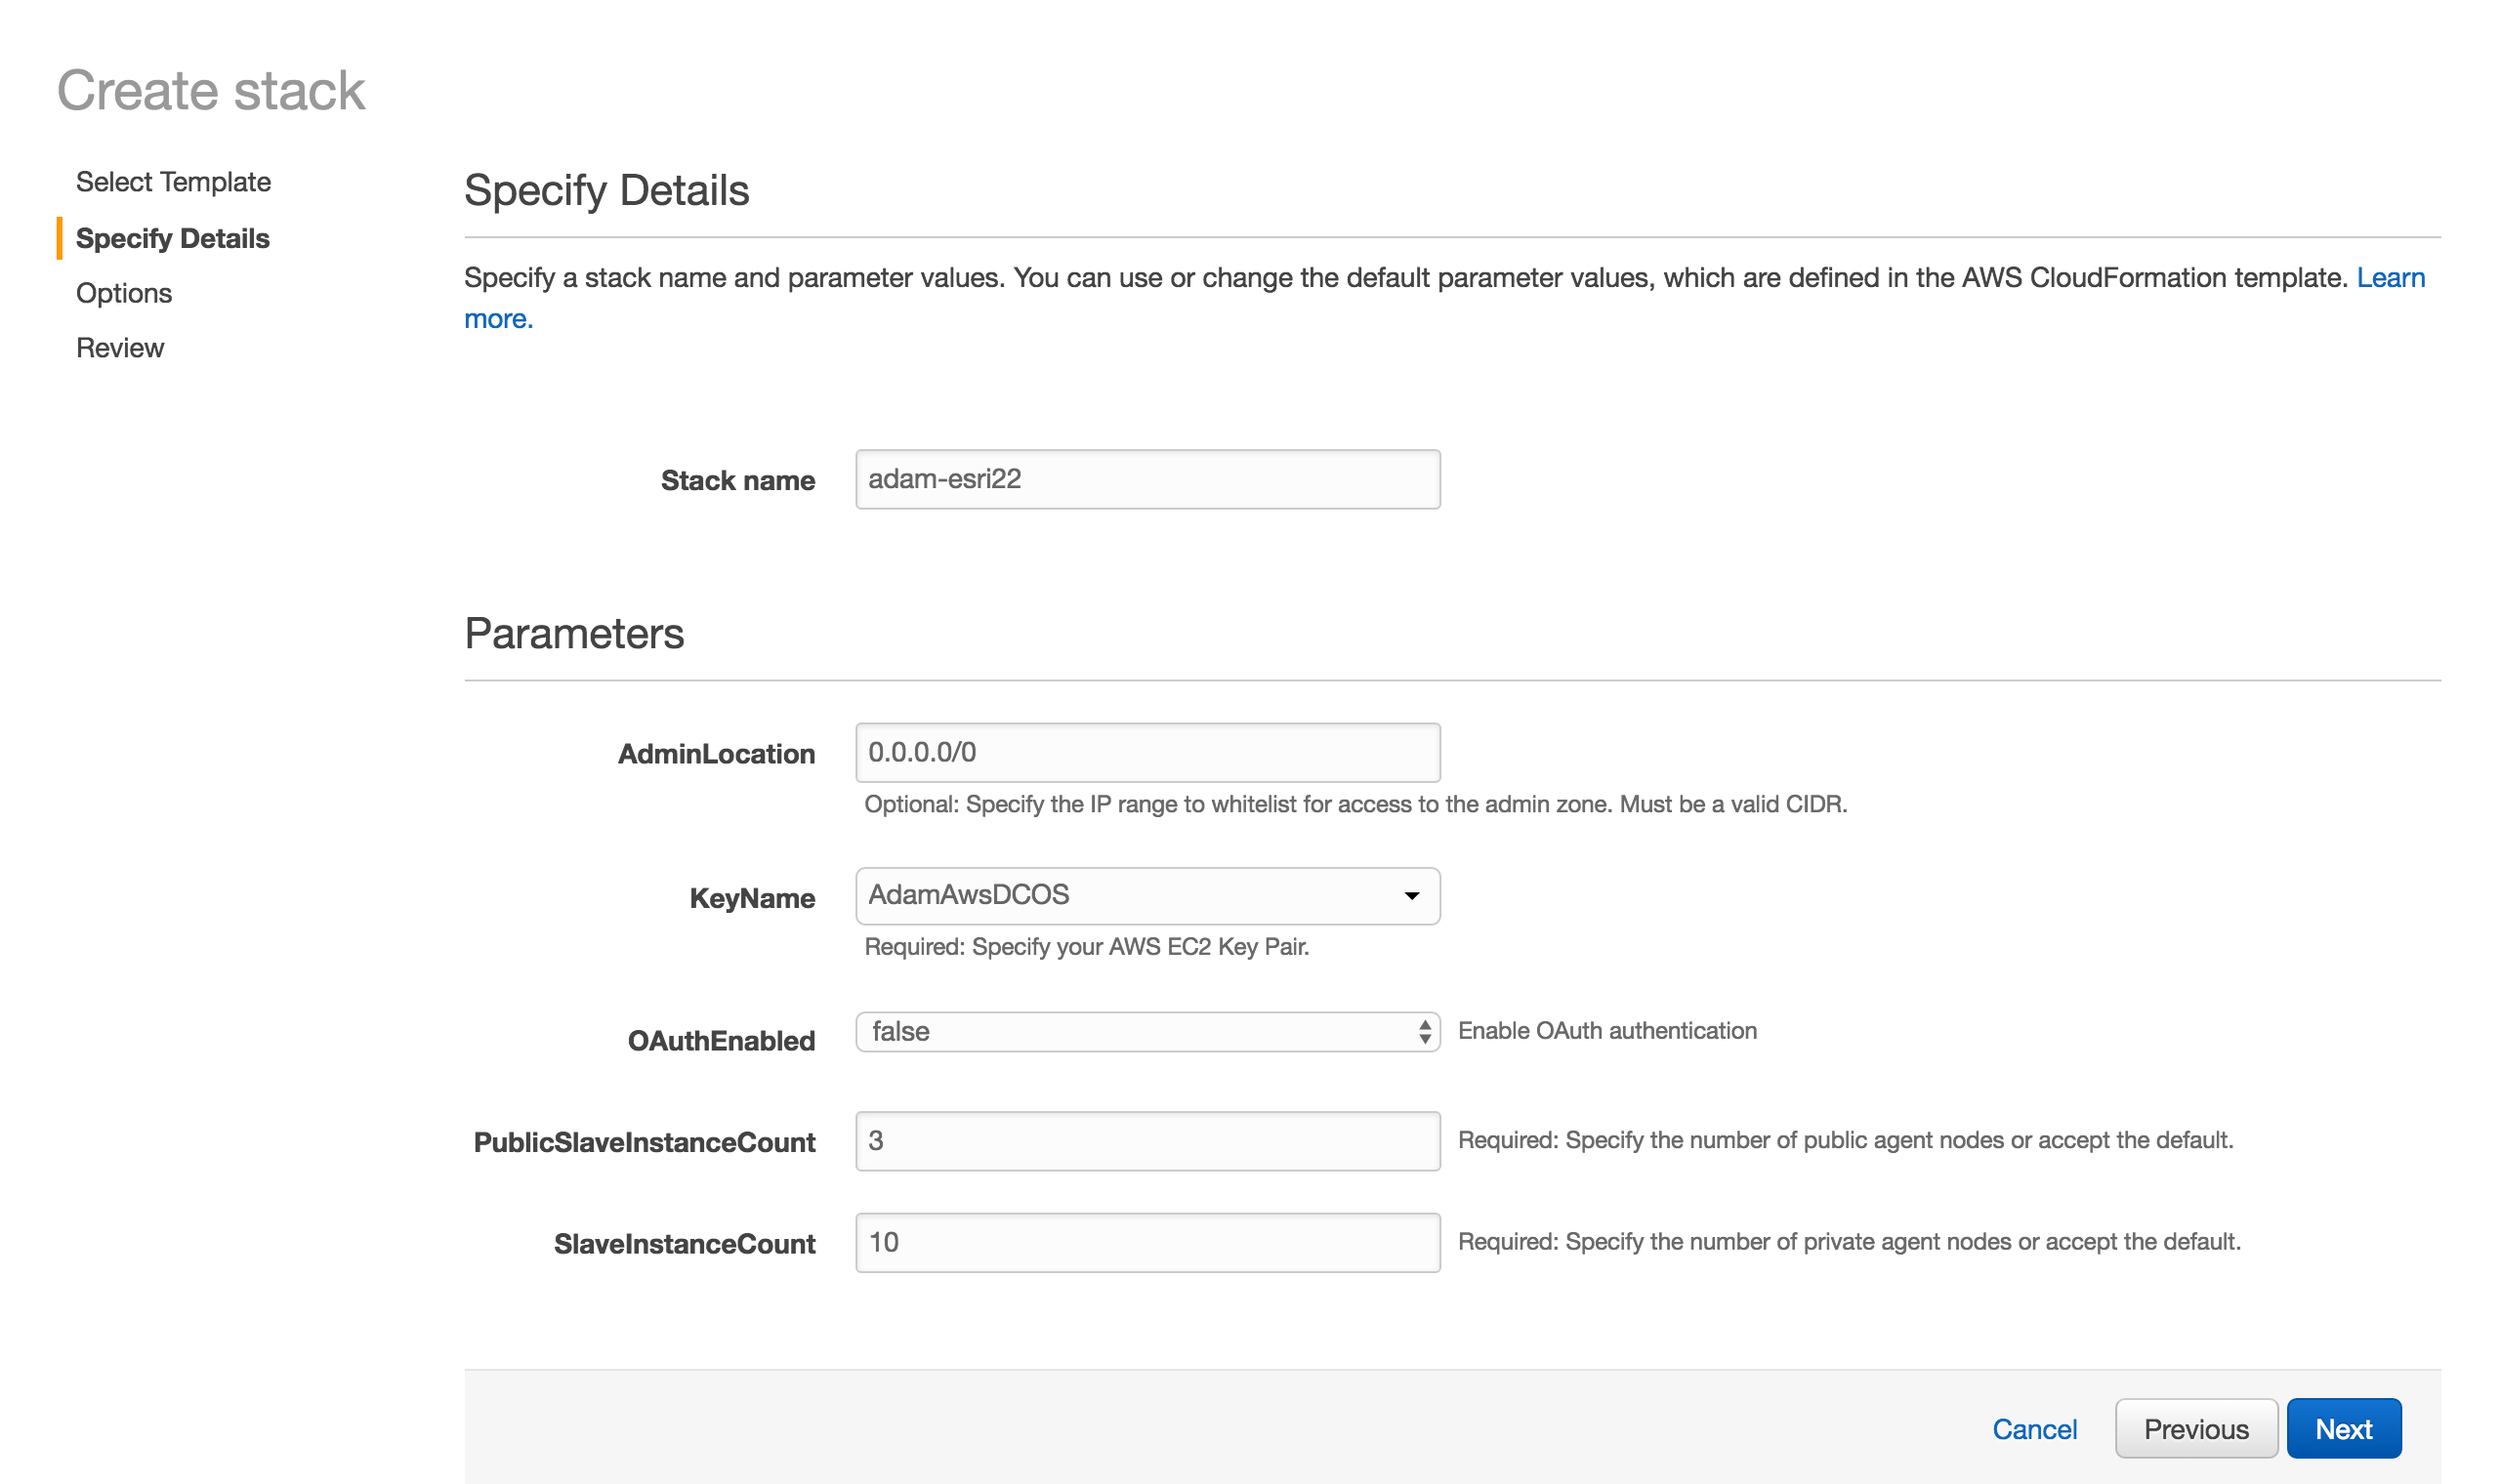 Create stack
Select Template
Specify Details
Options
Review
Specify Details
Specify a stack name and parameter values. You can use or change the default parameter values, which are defined in the AWS CloudFormation template. Learn
more.
Stack name adam-esri22
Parameters
AdminLocation 0.0.0.0/0
Optional: Specify the IP range to whitelist for access to the admin zone. Must be a valid CIDR.
KeyName AdamAwsDCOS
Required: Specify your AWS EC2 Key Pair.
OAuthEnabled false Enable OAuth authentication
PublicSlaveInstanceCount 3 Required: Specify the number of public agent nodes or accept the default.
SlaveInstanceCount 10 Required: Specify the number of private agent nodes or accept the default.
Cancel Previous Next